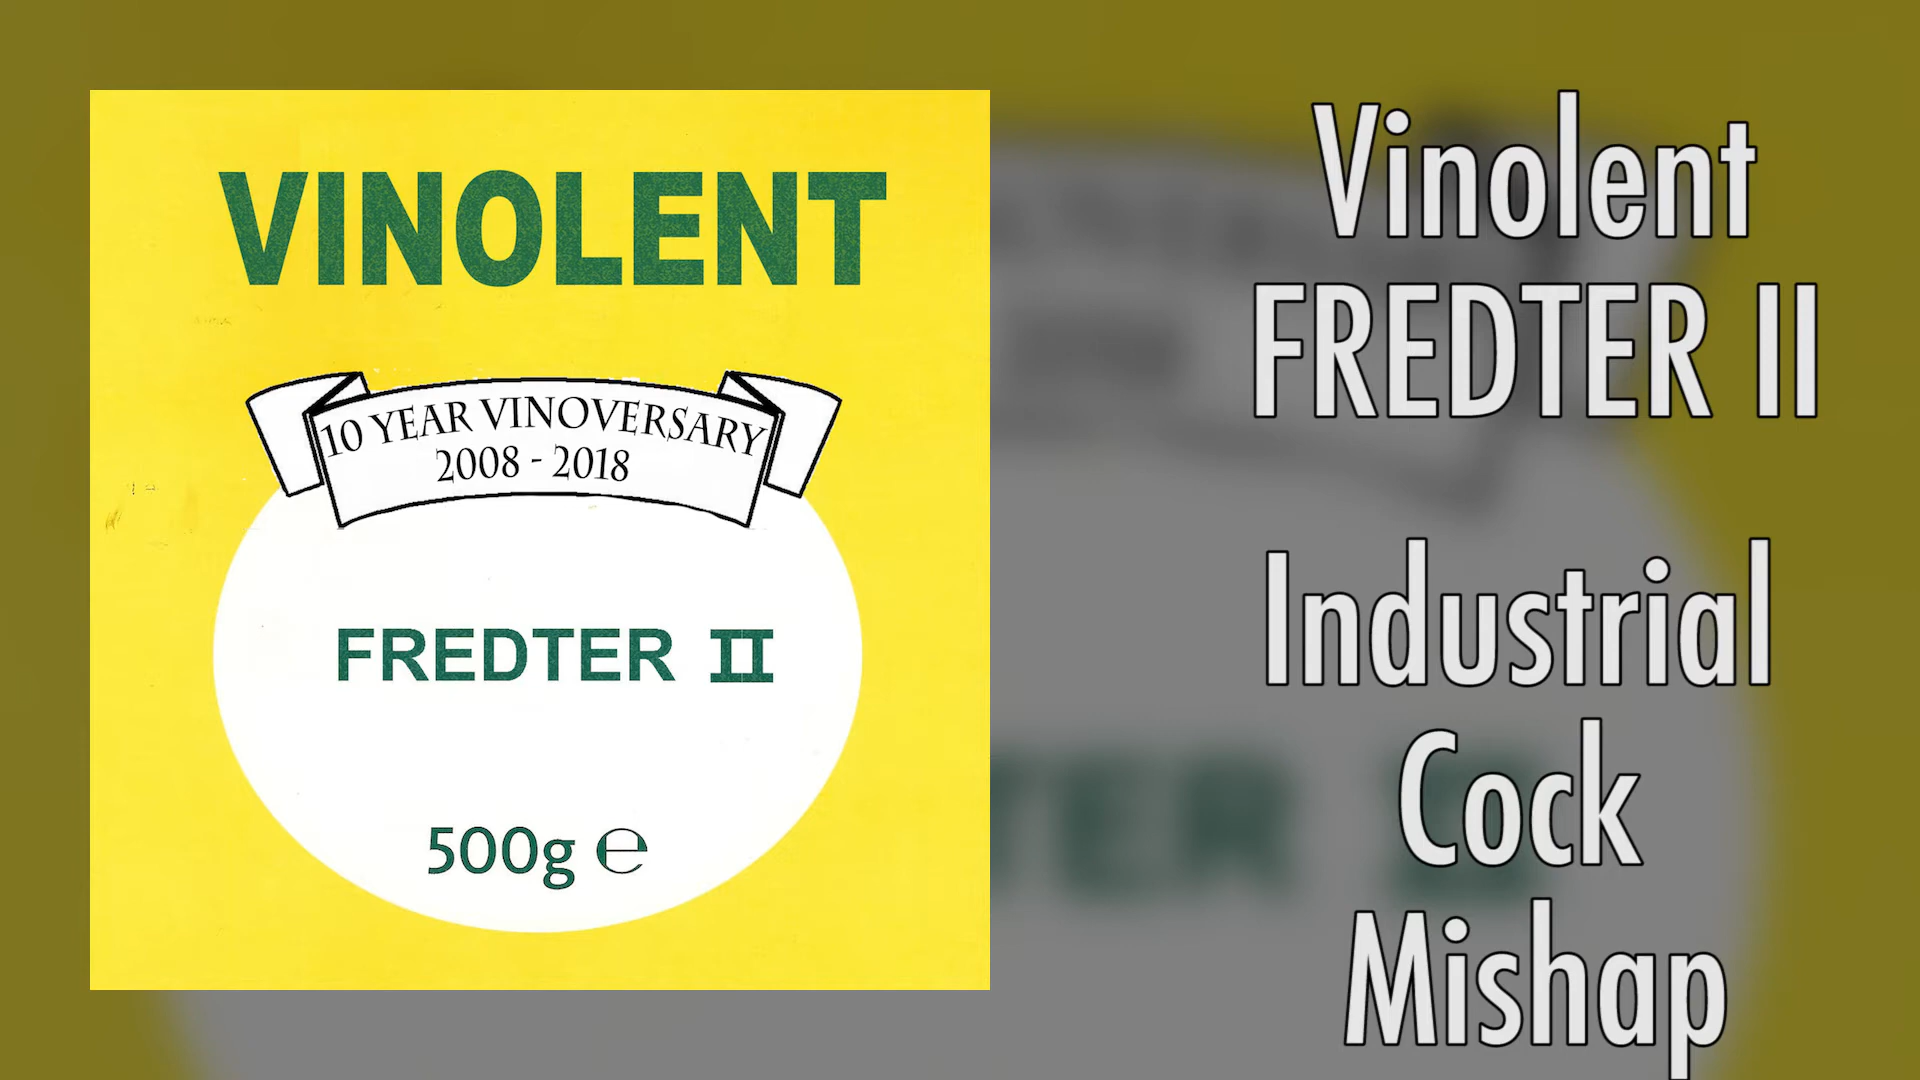 VINOLENT
10 YEAR VINOVERSARY
2008 - 2018
FREDTER II
500g ℮
Vinolent
FREDTER II
Industrial
Cock
Mishap